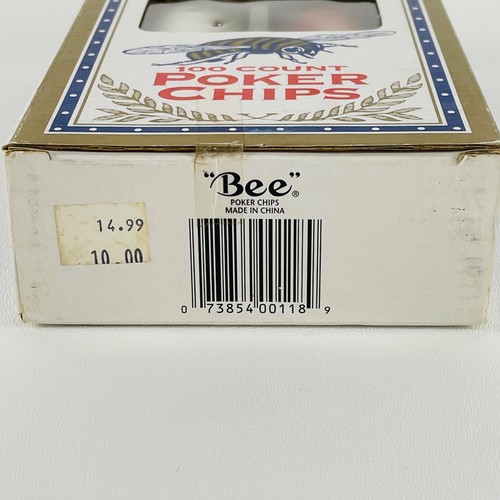 100 COUNT
POKER
CHIPS
"Bee"®
POKER CHIPS
MADE IN CHINA
14.99
10.00
0 73854 00118 9